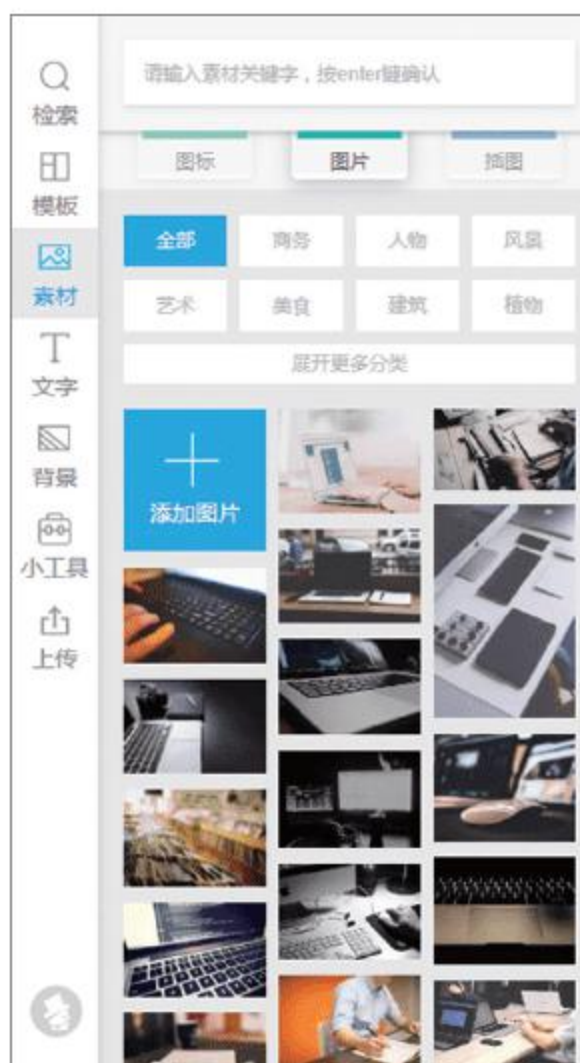 检索
模板
素材
文字
背景
小工具
上传
请输入素材关键字，按enter键确认
图标 图片 插图
全部 商务 人物 风景
艺术 美食 建筑 植物
展开更多分类
添加图片